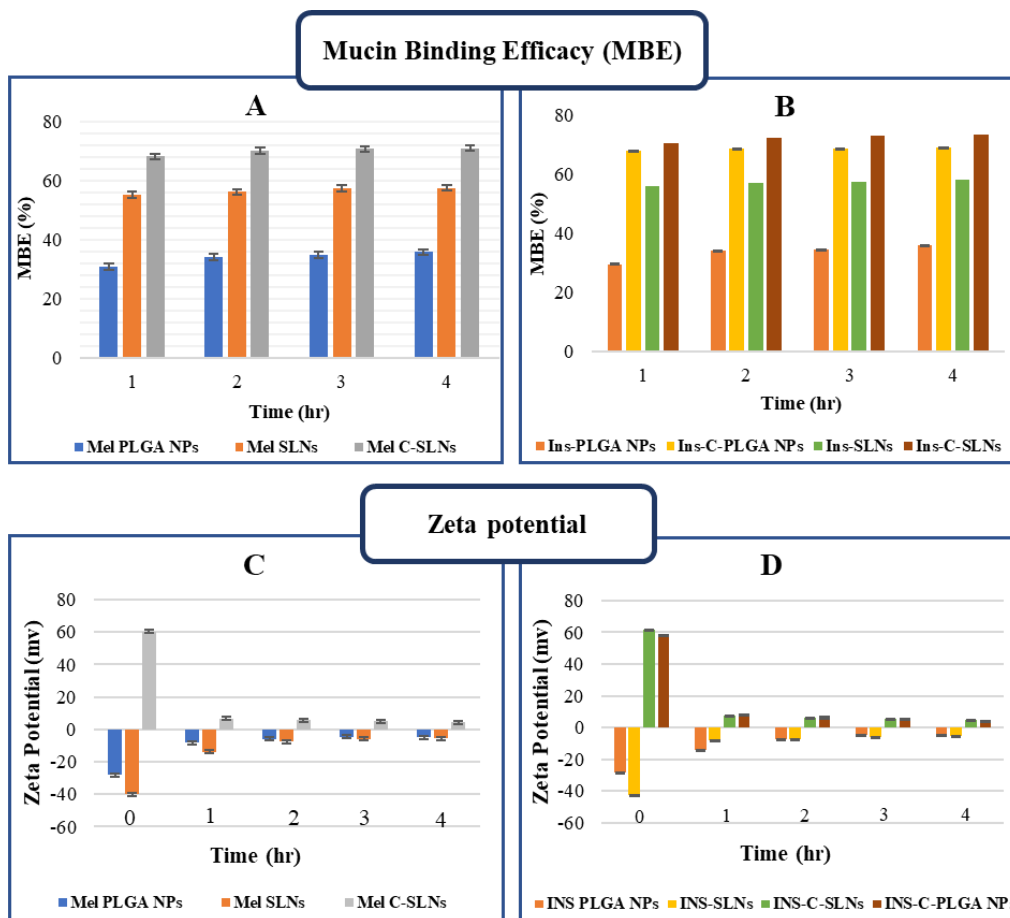 Mucin Binding Efficacy (MBE)
A
80
60
40
20
0
MBE (%)
1 2 3 4
Time (hr)
Mel PLGA NPs Mel SLNs Mel C-SLNs
B
80
60
40
20
0
MBE (%)
1 2 3 4
Time (hr)
Ins-PLGA NPs Ins-C-PLGA NPs Ins-SLNs Ins-C-SLNs
Zeta potential
C
80
60
40
20
0
-20
-40
-60
Zeta Potential (mv)
0 1 2 3 4
Time (hr)
Mel PLGA NPs Mel SLNs Mel C-SLNs
D
80
60
40
20
0
-20
-40
-60
Zeta Potential (mv)
0 1 2 3 4
Time (hr)
INS PLGA NPs INS-SLNs INS-C-SLNs INS-C-PLGA NPs